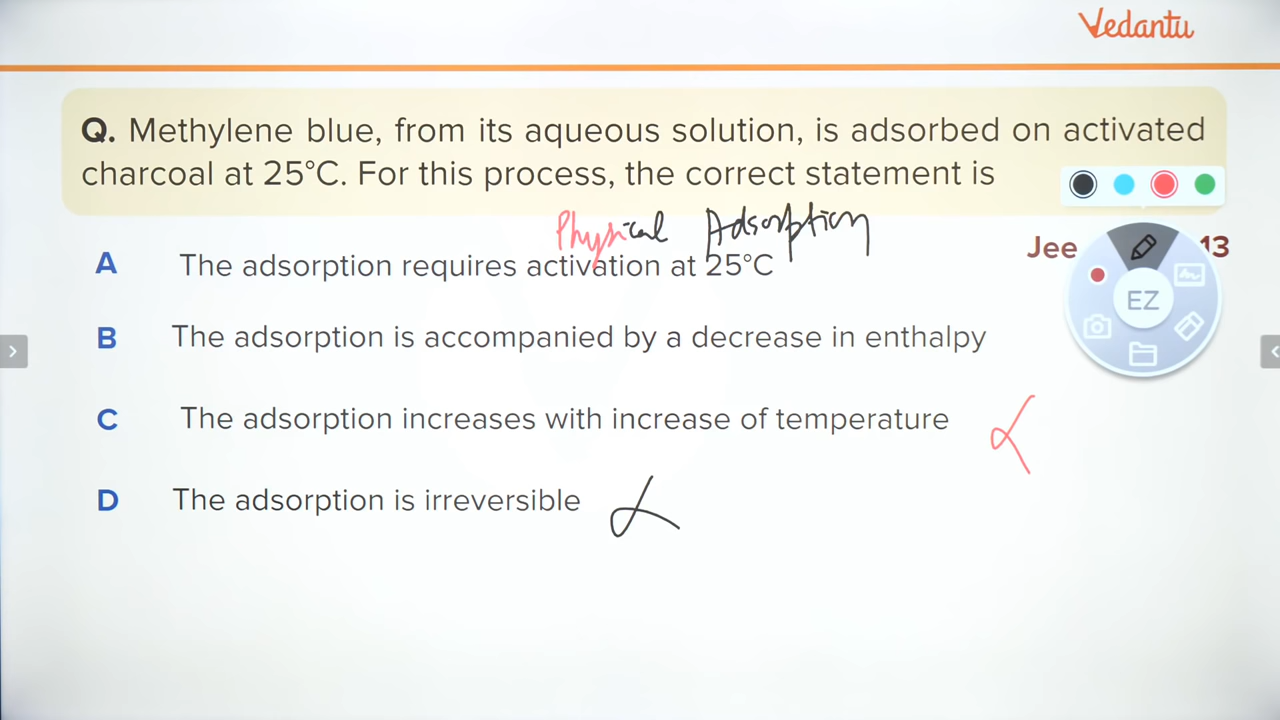 Vedantu
Q. Methylene blue, from its aqueous solution, is adsorbed on activated
charcoal at 25°C. For this process, the correct statement is
Physical Adsorption
A The adsorption requires activation at 25°C
Jee 13
EZ
B The adsorption is accompanied by a decrease in enthalpy
C The adsorption increases with increase of temperature
D The adsorption is irreversible